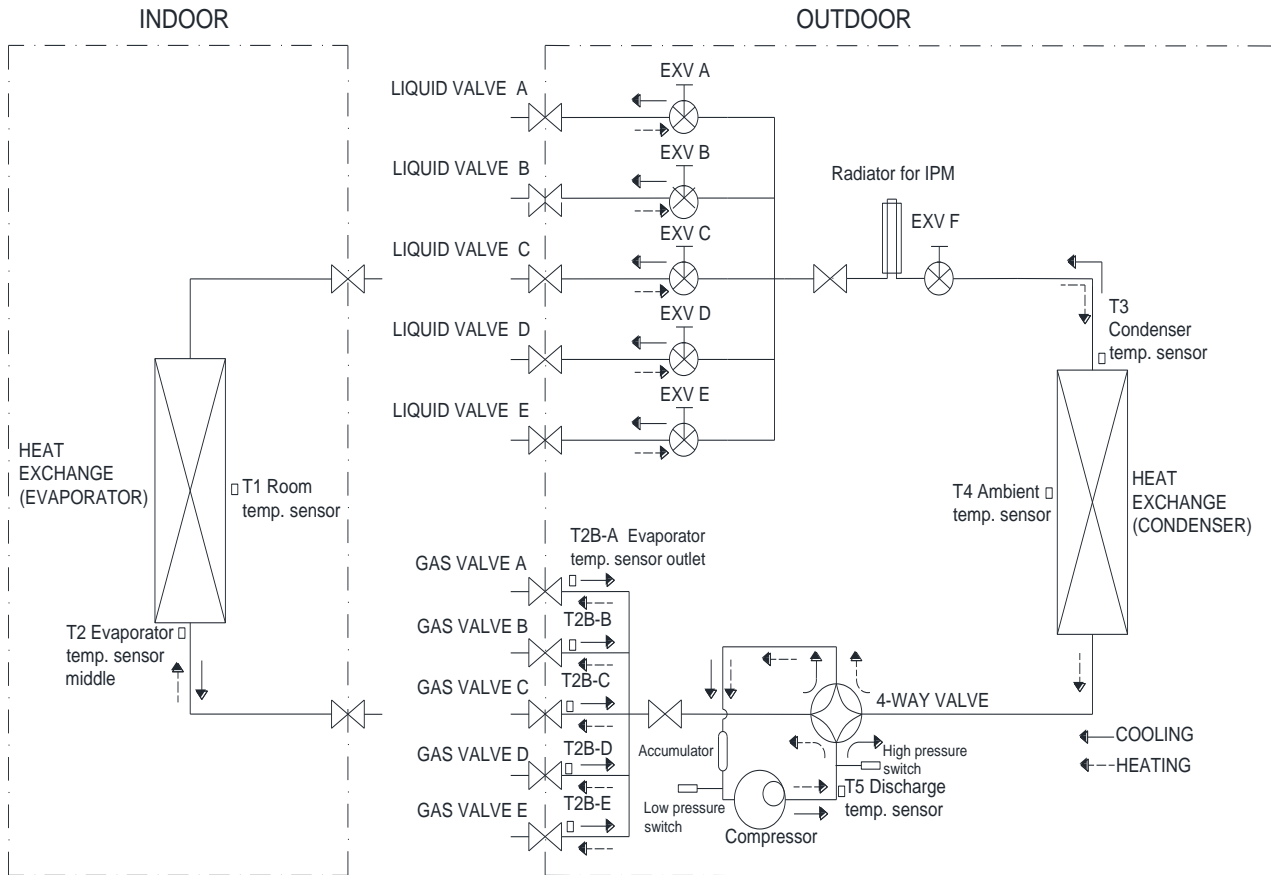 INDOOR
OUTDOOR
LIQUID VALVE A
EXV A
LIQUID VALVE B
EXV B
LIQUID VALVE C
EXV C
LIQUID VALVE D
EXV D
LIQUID VALVE E
EXV E
Radiator for IPM
EXV F
T3
Condenser
temp. sensor
HEAT
EXCHANGE
(EVAPORATOR)
T1 Room
temp. sensor
T4 Ambient
temp. sensor
HEAT
EXCHANGE
(CONDENSER)
T2 Evaporator
temp. sensor
middle
T2B-A Evaporator
temp. sensor outlet
GAS VALVE A
T2B-B
GAS VALVE B
T2B-C
GAS VALVE C
T2B-D
GAS VALVE D
T2B-E
GAS VALVE E
4-WAY VALVE
Accumulator
High pressure
switch
Low pressure
switch
Compressor
T5 Discharge
temp. sensor
COOLING
HEATING